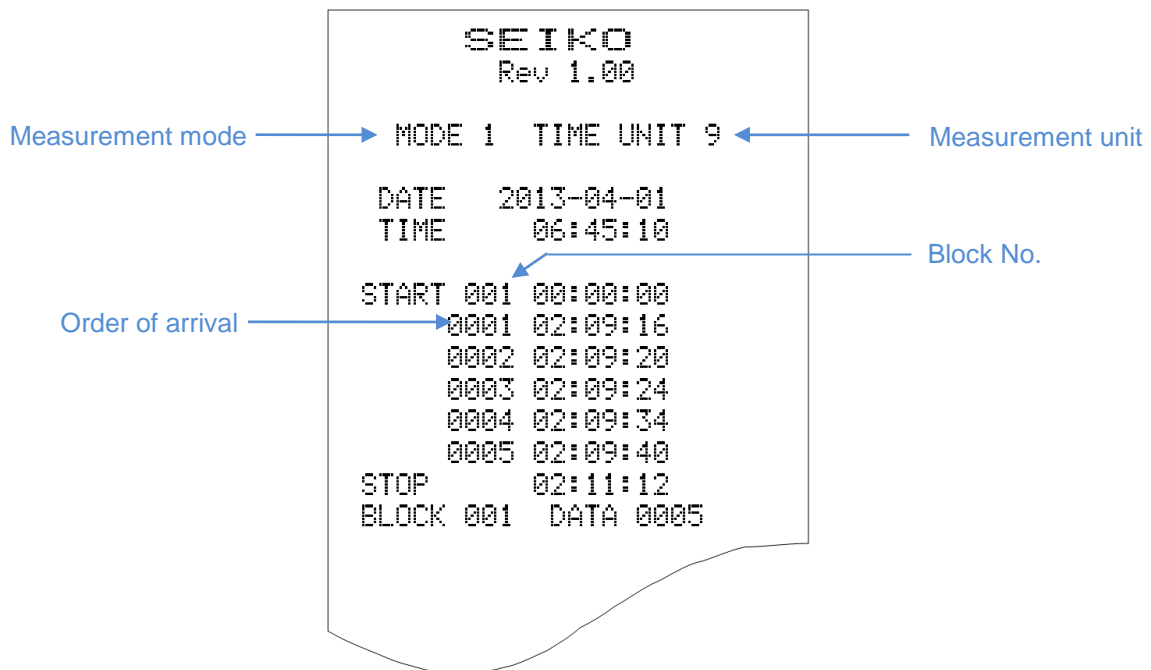 SEIKO
Rev 1.00
Measurement mode
MODE 1 TIME UNIT 9
Measurement unit
DATE 2013-04-01
TIME 06:45:10
Block No.
START 001 00:00:00
Order of arrival
0001 02:09:16
0002 02:09:20
0003 02:09:24
0004 02:09:34
0005 02:09:40
STOP 02:11:12
BLOCK 001 DATA 0005